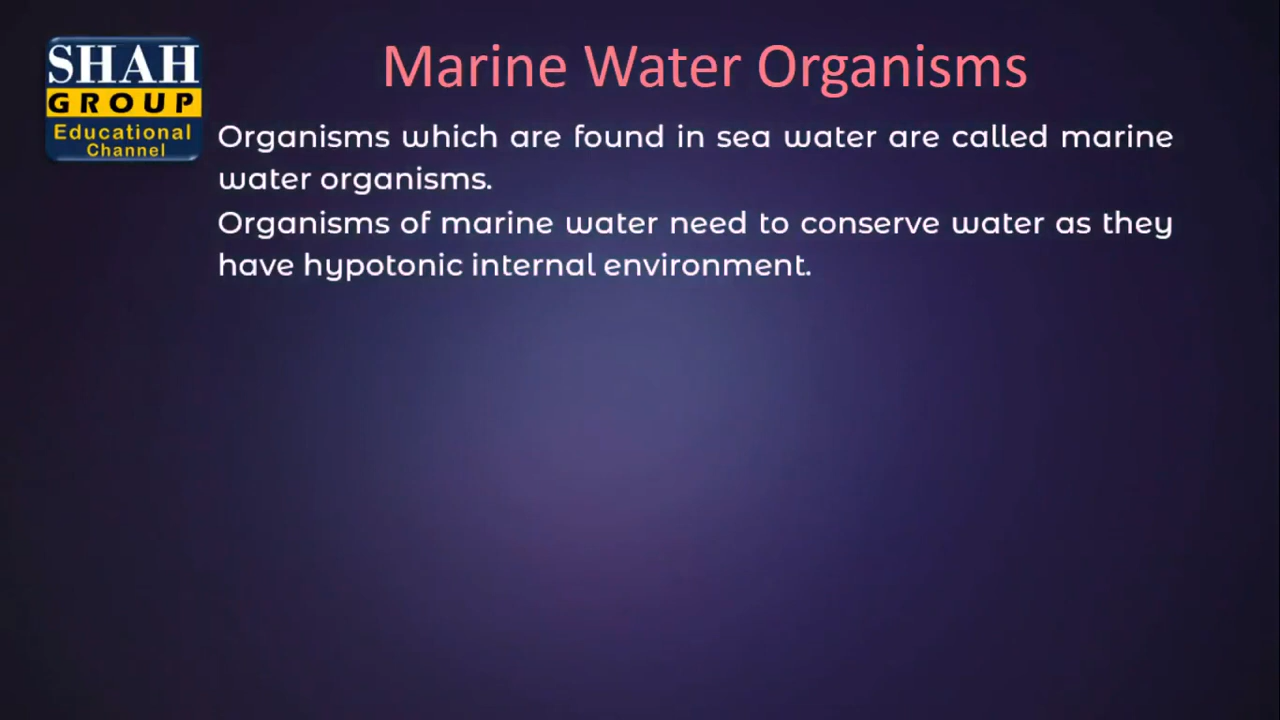 SHAH
GROUP
Educational
Channel
Marine Water Organisms
Organisms which are found in sea water are called marine
water organisms.
Organisms of marine water need to conserve water as they
have hypotonic internal environment.